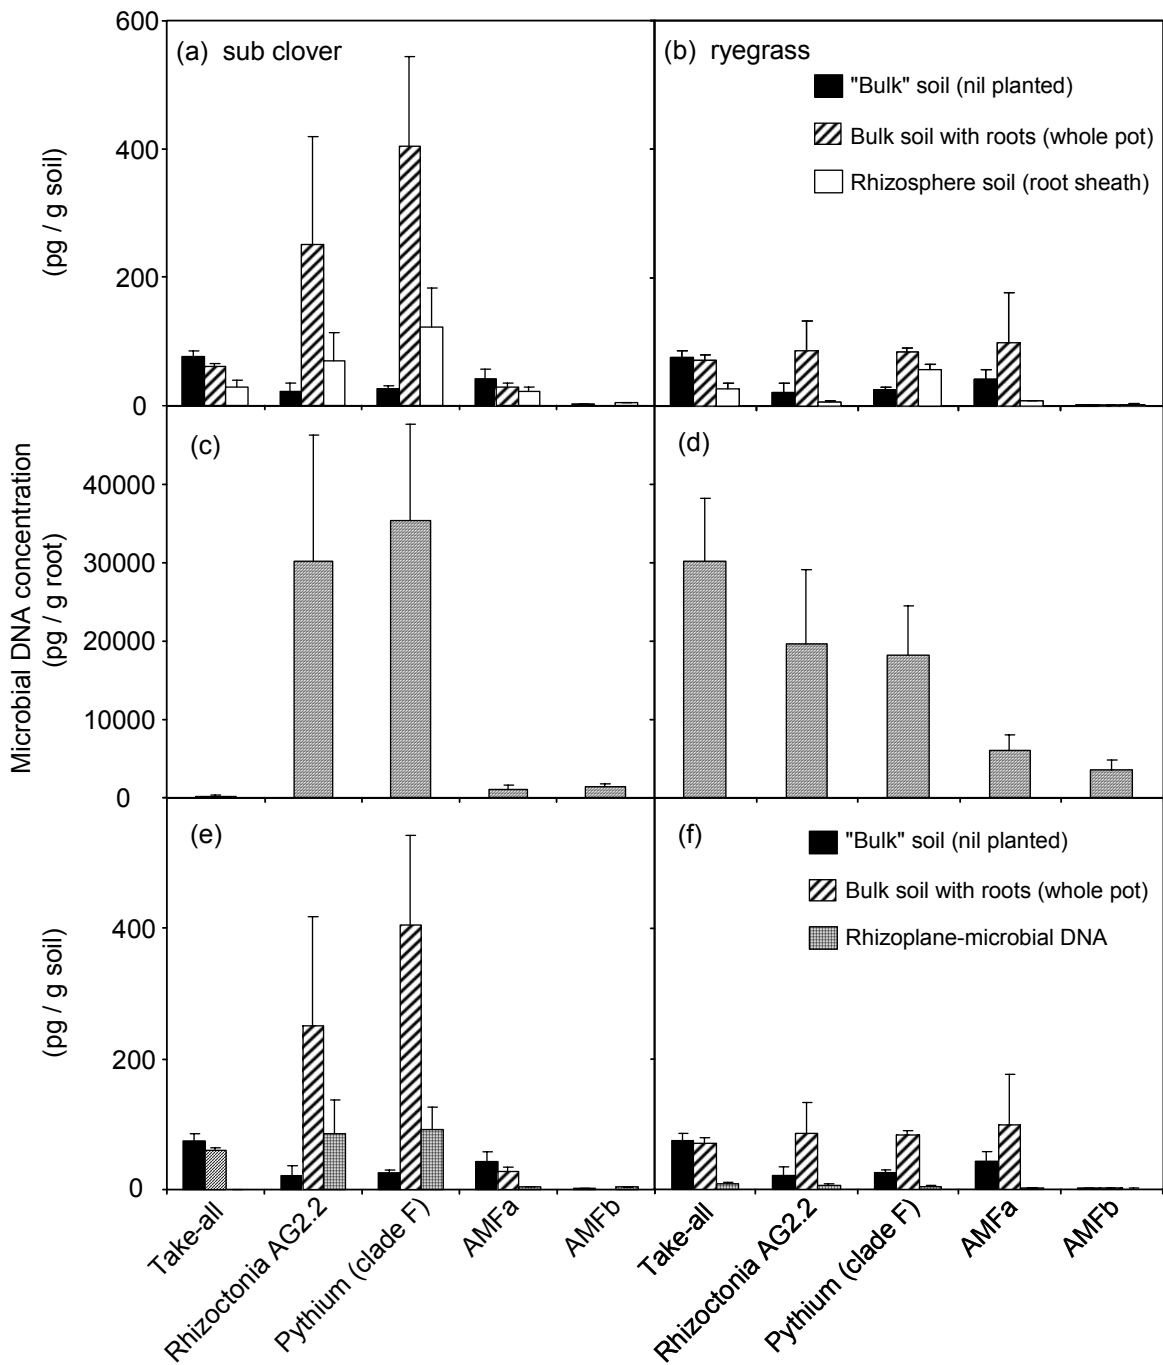 600
(a) sub clover
(b) ryegrass
"Bulk" soil (nil planted)
Bulk soil with roots (whole pot)
Rhizosphere soil (root sheath)
400
200
0
(pg / g soil)
(c)
(d)
40000
30000
20000
10000
0
Microbial DNA concentration
(pg / g root)
(e)
(f)
"Bulk" soil (nil planted)
Bulk soil with roots (whole pot)
Rhizoplane-microbial DNA
400
200
0
(pg / g soil)
Take-all
Rhizoctonia AG2.2
Pythium (clade F)
AMFa
AMFb
Take-all
Rhizoctonia AG2.2
Pythium (clade F)
AMFa
AMFb